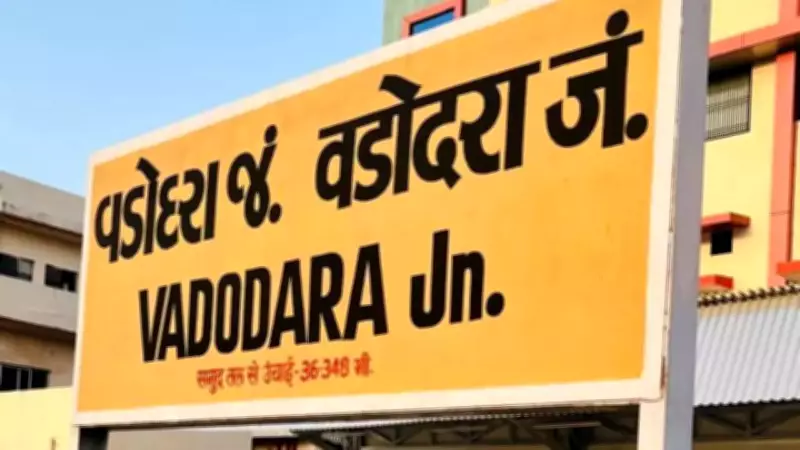 વડોદરા જં. वडोदरा जं.
VADODARA Jn.
समुद्र तल से उंचाई-36·348 मी.